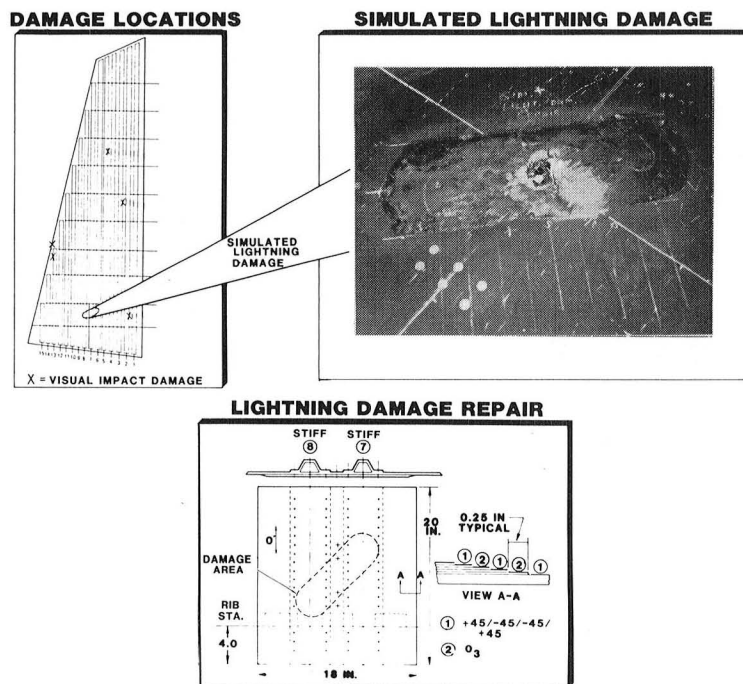 DAMAGE LOCATIONS
SIMULATED
LIGHTNING
DAMAGE
X
X
X
X
X
X = VISUAL IMPACT DAMAGE
SIMULATED LIGHTNING DAMAGE
LIGHTNING DAMAGE REPAIR
STIFF STIFF
8 7
0°
DAMAGE
AREA
RIB
STA.
4.0
20
IN.
18 IN.
A A
0.25 IN
TYPICAL
1 2 1 2 1
VIEW A-A
1 +45/-45/-45/
+45
2 0₃